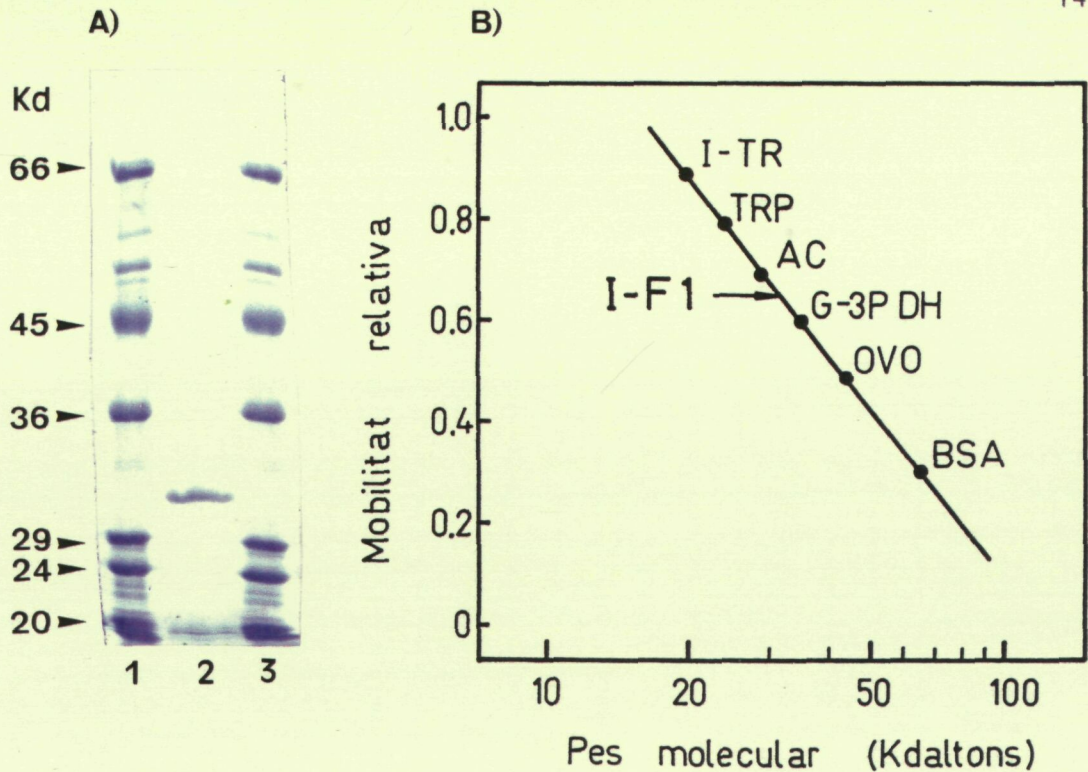 A)
Kd
66
45
36
29
24
20
1 2 3
B)
Mobilitat relativa
1.0
0.8
0.6
0.4
0.2
0
I-TR
TRP
AC
I-F1
G-3P DH
OVO
BSA
10 20 50 100
Pes molecular (Kdaltons)